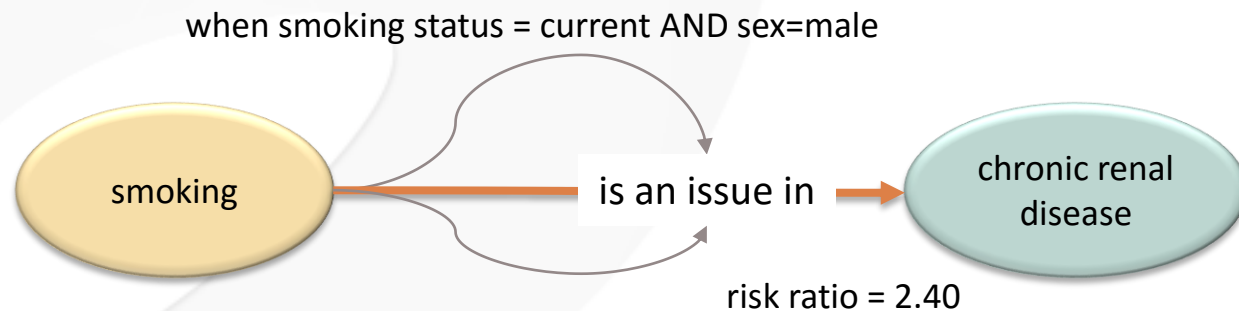 when smoking status = current AND sex=male
smoking
is an issue in
chronic renal
disease
risk ratio = 2.40